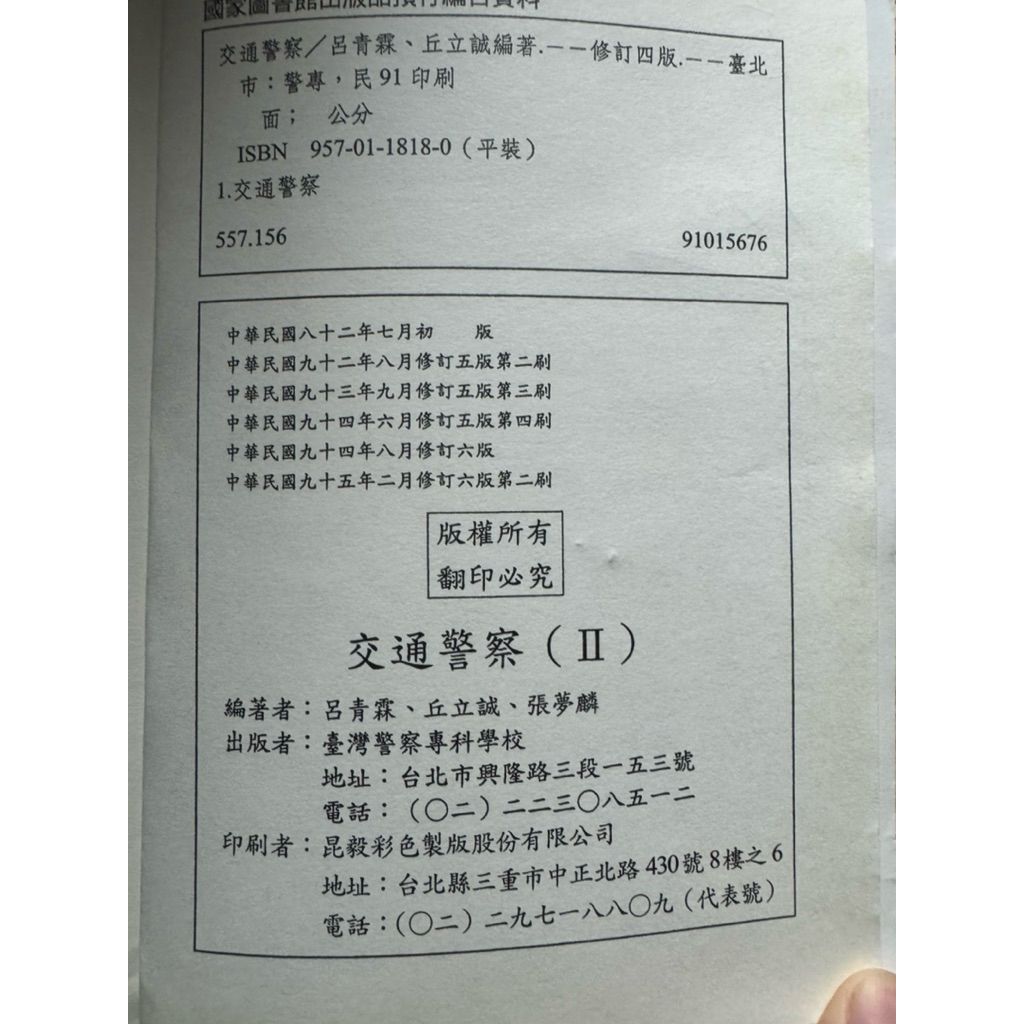 國家圖書館出版品預行編目資料
交通警察／呂青霖、丘立誠編著.－－修訂四版.－－臺北
市：警專，民91印刷
面； 公分
ISBN 957-01-1818-0（平裝）
1.交通警察
557.156 91015676
中華民國八十二年七月初 版
中華民國九十二年八月修訂五版第二刷
中華民國九十三年九月修訂五版第三刷
中華民國九十四年六月修訂五版第四刷
中華民國九十四年八月修訂六版
中華民國九十五年二月修訂六版第二刷
版權所有
翻印必究
交通警察（Ⅱ）
編著者：呂青霖、丘立誠、張夢麟
出版者：臺灣警察專科學校
地址：台北市興隆路三段一五三號
電話：（○二）二二三○八五一二
印刷者：昆毅彩色製版股份有限公司
地址：台北縣三重市中正北路430號8樓之6
電話：（○二）二九七一八八○九（代表號）